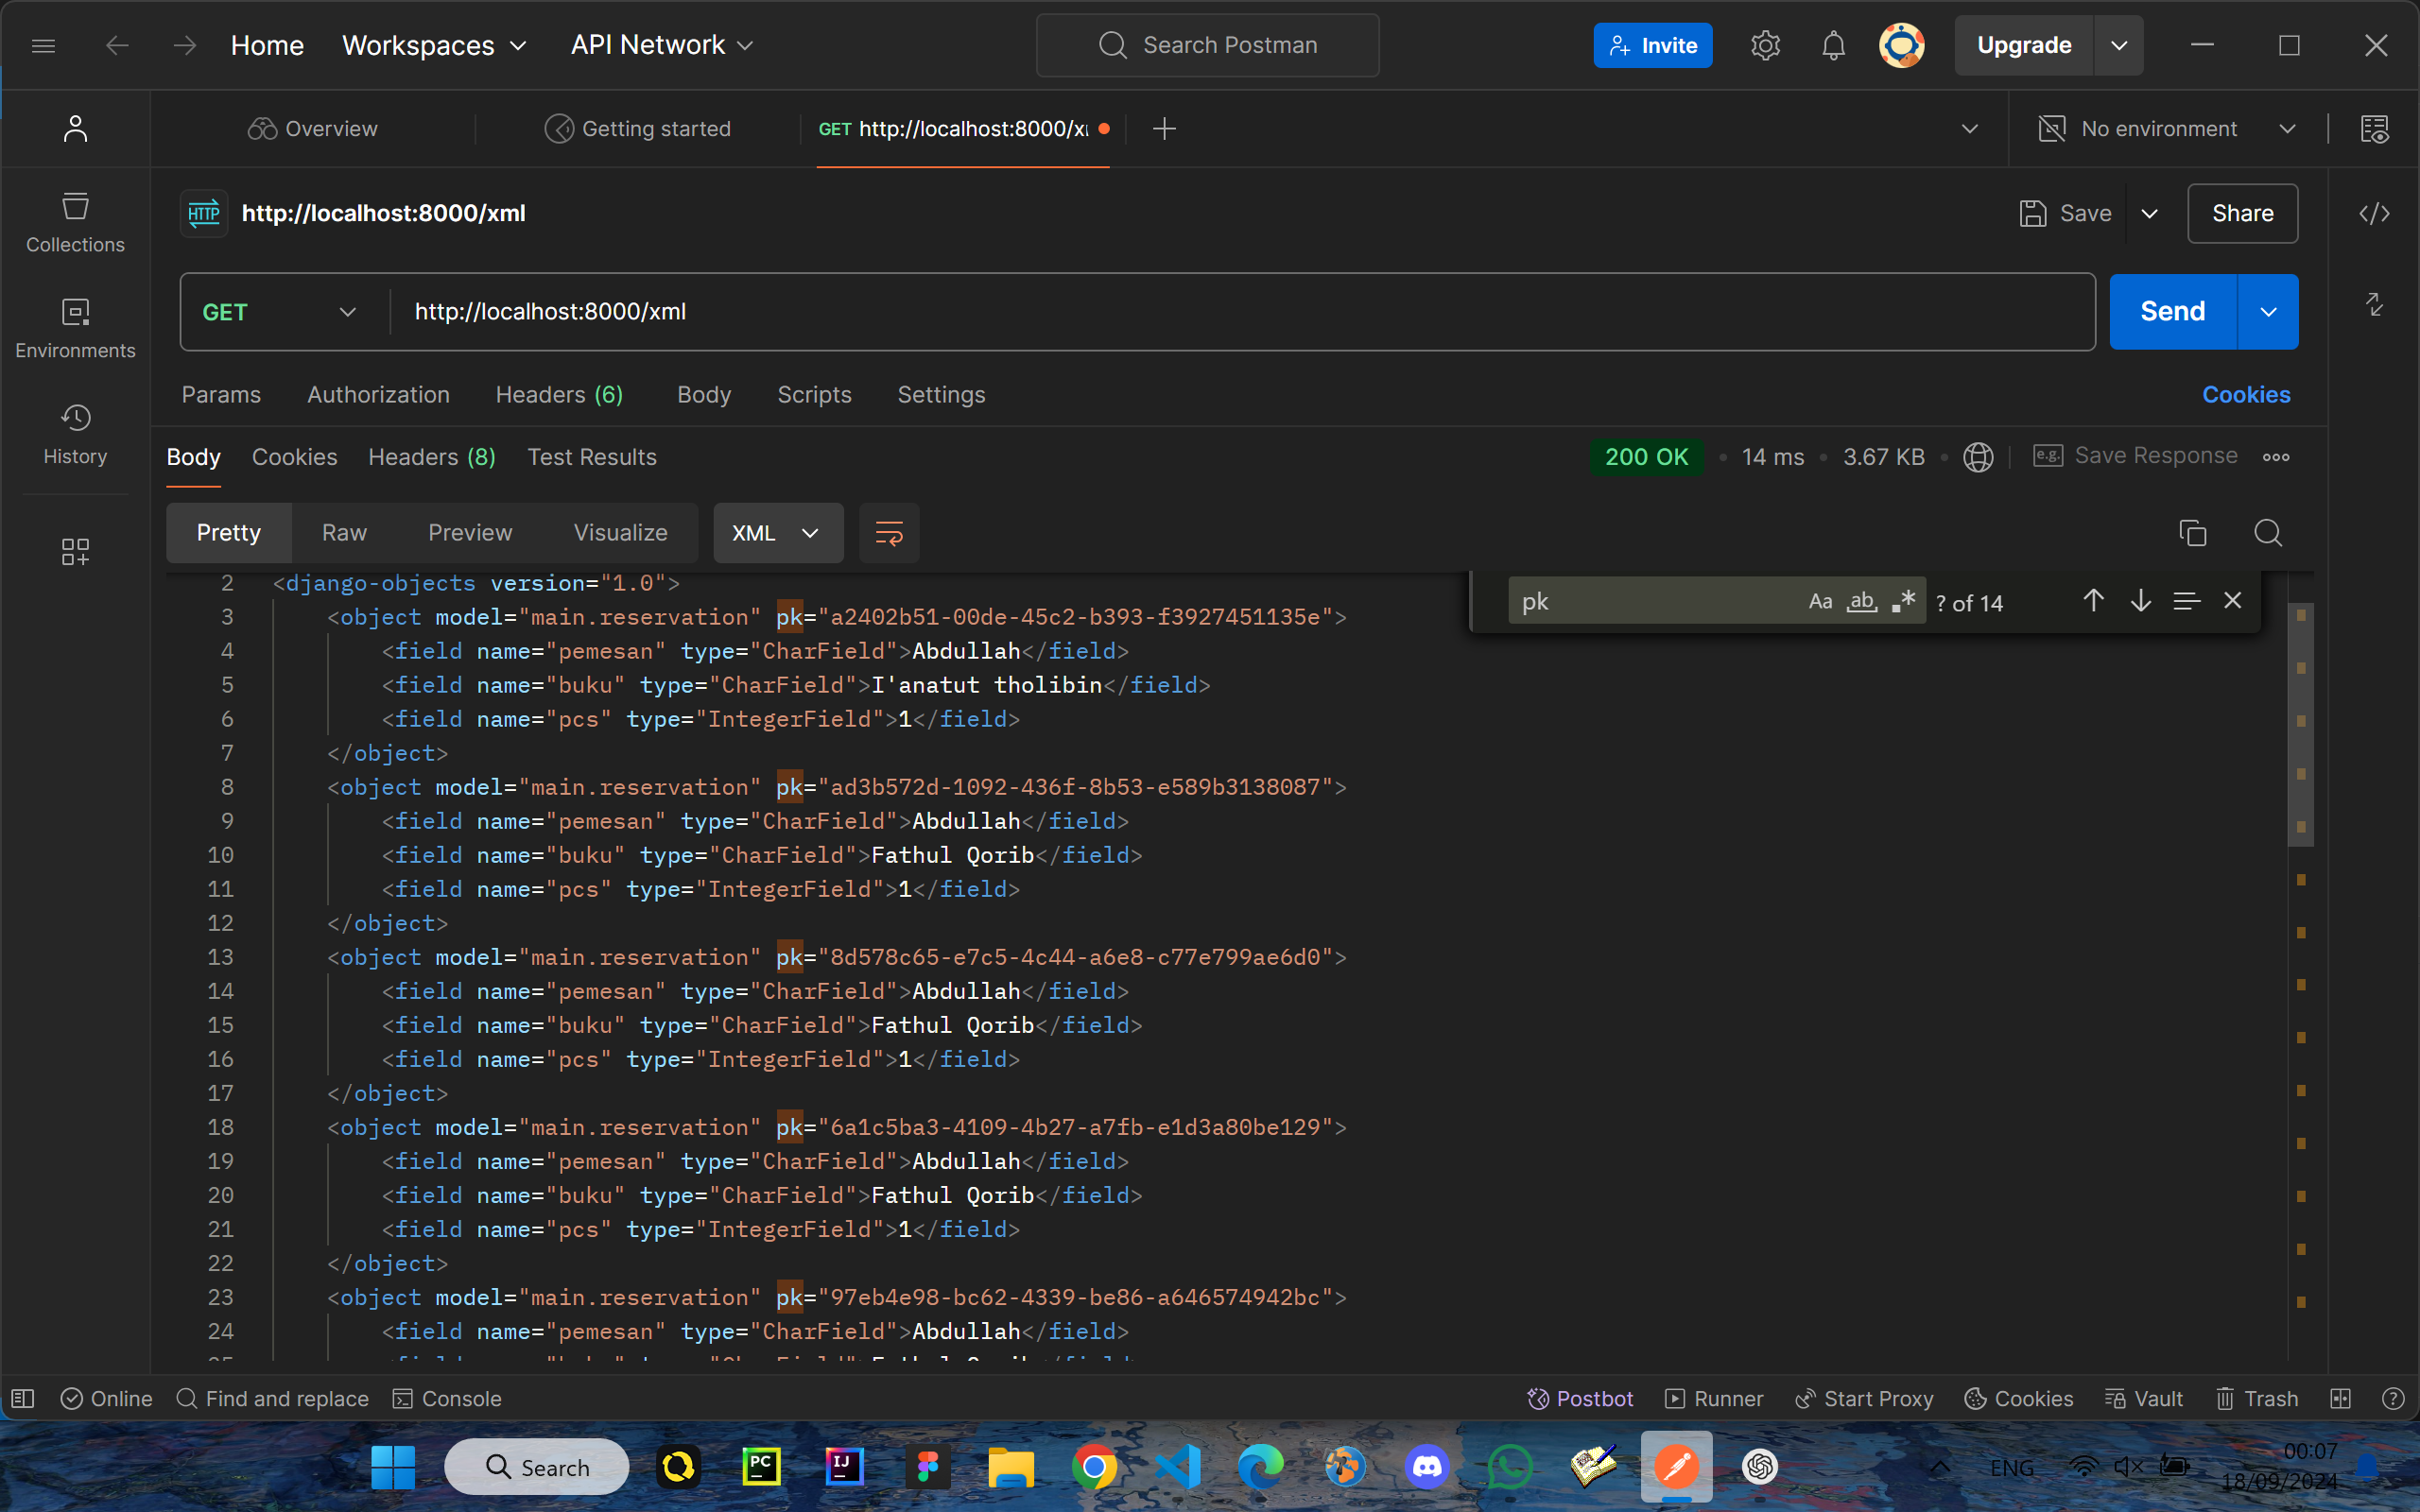 Home Workspaces API Network Search Postman Invite Upgrade
Overview Getting started GET http://localhost:8000/x No environment
HTTP http://localhost:8000/xml Save Share
Collections
GET http://localhost:8000/xml Send
Environments
Params Authorization Headers (6) Body Scripts Settings Cookies
History
Body Cookies Headers (8) Test Results 200 OK 14 ms 3.67 KB e.g. Save Response
Pretty Raw Preview Visualize XML
pk Aa ab ? of 14
2 <django-objects version="1.0">
3 <object model="main.reservation" pk="a2402b51-00de-45c2-b393-f3927451135e">
4 <field name="pemesan" type="CharField">Abdullah</field>
5 <field name="buku" type="CharField">I'anatut tholibin</field>
6 <field name="pcs" type="IntegerField">1</field>
7 </object>
8 <object model="main.reservation" pk="ad3b572d-1092-436f-8b53-e589b3138087">
9 <field name="pemesan" type="CharField">Abdullah</field>
10 <field name="buku" type="CharField">Fathul Qorib</field>
11 <field name="pcs" type="IntegerField">1</field>
12 </object>
13 <object model="main.reservation" pk="8d578c65-e7c5-4c44-a6e8-c77e799ae6d0">
14 <field name="pemesan" type="CharField">Abdullah</field>
15 <field name="buku" type="CharField">Fathul Qorib</field>
16 <field name="pcs" type="IntegerField">1</field>
17 </object>
18 <object model="main.reservation" pk="6a1c5ba3-4109-4b27-a7fb-e1d3a80be129">
19 <field name="pemesan" type="CharField">Abdullah</field>
20 <field name="buku" type="CharField">Fathul Qorib</field>
21 <field name="pcs" type="IntegerField">1</field>
22 </object>
23 <object model="main.reservation" pk="97eb4e98-bc62-4339-be86-a646574942bc">
24 <field name="pemesan" type="CharField">Abdullah</field>
Online Find and replace Console Postbot Runner Start Proxy Cookies Vault Trash
Search PC IJ ENG 00:07
18/09/2024